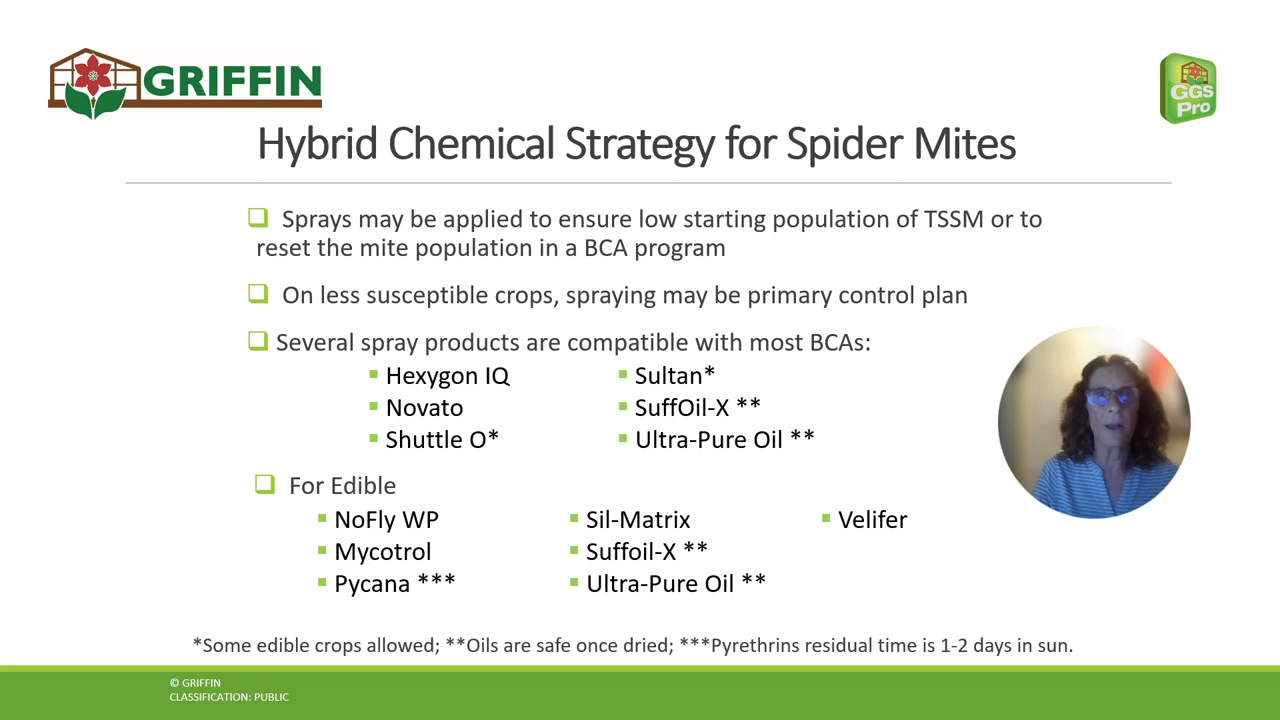 GRIFFIN
GGS
Pro
Hybrid Chemical Strategy for Spider Mites
Sprays may be applied to ensure low starting population of TSSM or to
reset the mite population in a BCA program
On less susceptible crops, spraying may be primary control plan
Several spray products are compatible with most BCAs:
Hexygon IQ
Novato
Shuttle O*
Sultan*
SuffOil-X **
Ultra-Pure Oil **
For Edible
NoFly WP
Mycotrol
Pycana ***
Sil-Matrix
Suffoil-X **
Ultra-Pure Oil **
Velifer
*Some edible crops allowed; **Oils are safe once dried; ***Pyrethrins residual time is 1-2 days in sun.
© GRIFFIN
CLASSIFICATION: PUBLIC